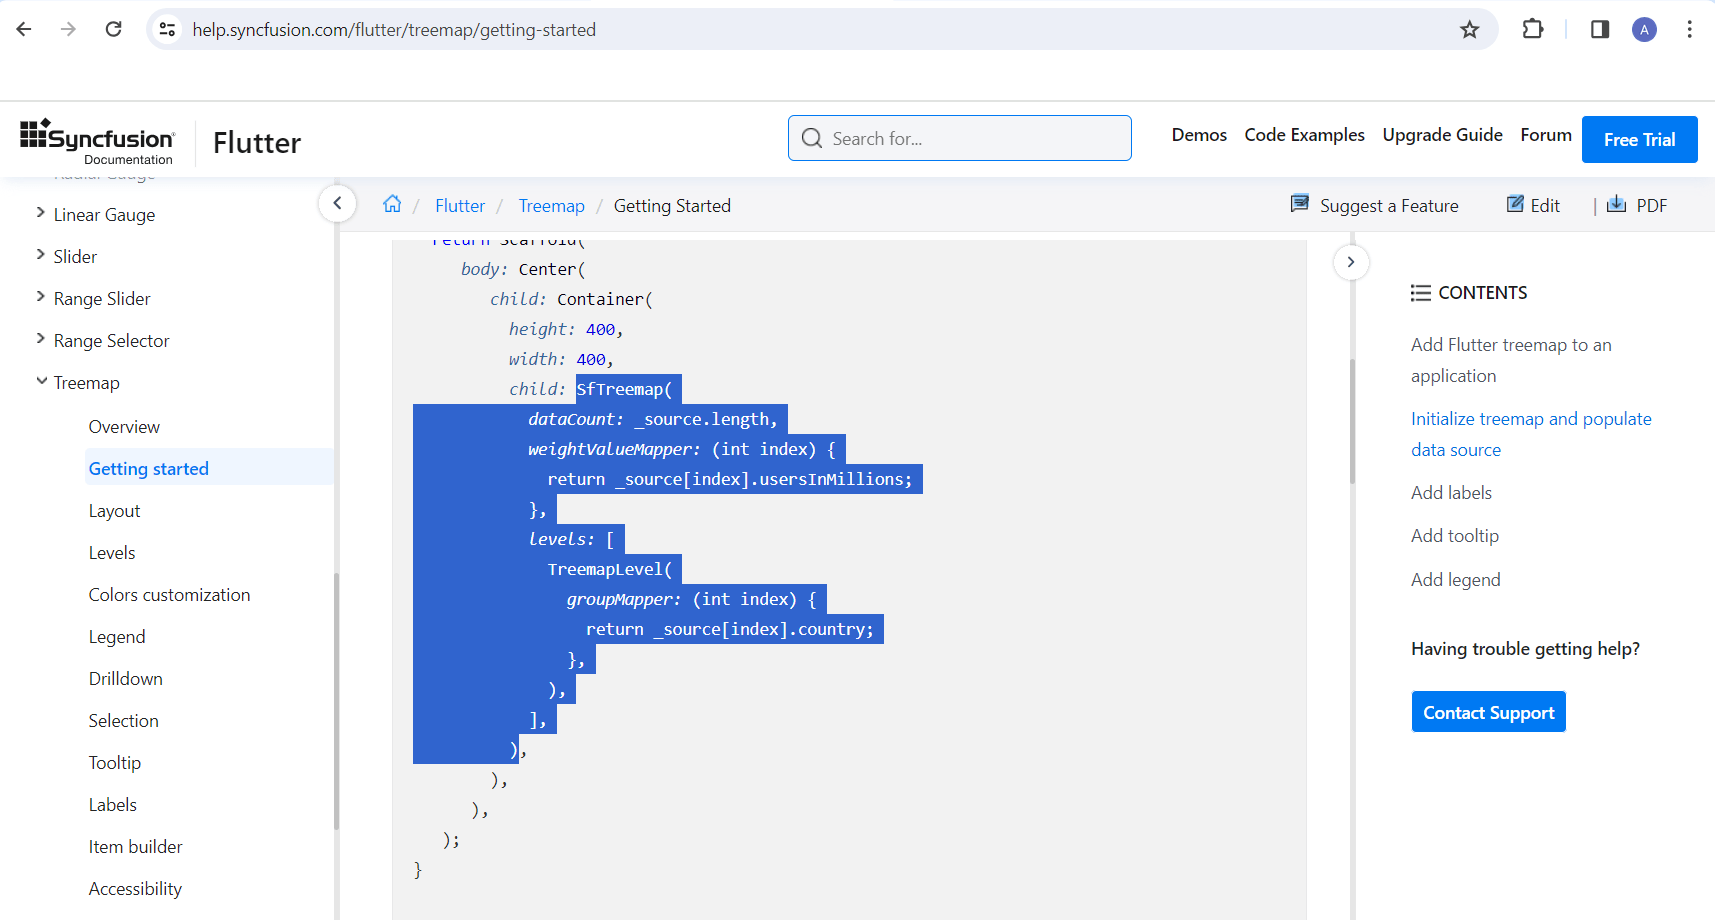 help.syncfusion.com/flutter/treemap/getting-started
A
Syncfusion
Documentation
Flutter
Search for...
Demos
Code Examples
Upgrade Guide
Forum
Free Trial
Radial Gauge
Linear Gauge
Slider
Range Slider
Range Selector
Treemap
Overview
Getting started
Layout
Levels
Colors customization
Legend
Drilldown
Selection
Tooltip
Labels
Item builder
Accessibility
/ Flutter / Treemap / Getting Started
Suggest a Feature
Edit
| PDF
return Scaffold(
body: Center(
child: Container(
height: 400,
width: 400,
child: SfTreemap(
dataCount: _source.length,
weightValueMapper: (int index) {
return _source[index].usersInMillions;
},
levels: [
TreemapLevel(
groupMapper: (int index) {
return _source[index].country;
},
),
],
),
),
),
);
}
CONTENTS
Add Flutter treemap to an
application
Initialize treemap and populate
data source
Add labels
Add tooltip
Add legend
Having trouble getting help?
Contact Support